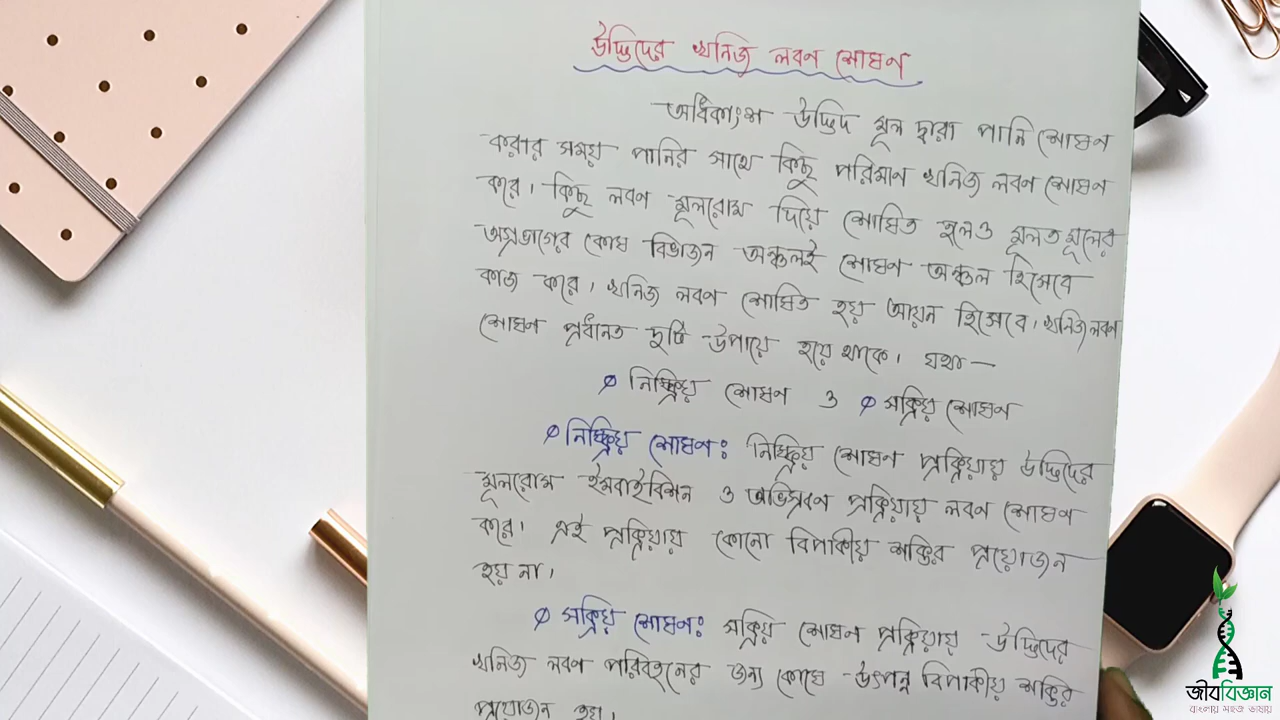 উদ্ভিদের খনিজ লবণ শোষণ
অধিকাংশ উদ্ভিদ মূল দ্বারা পানি শোষণ
করার সময় পানির সাথে কিছু পরিমাণ খনিজ লবণ শোষণ
করে। কিছু লবণ মূলরোম দিয়ে শোষিত হলেও মূলত মূলের
অগ্রভাগের কোষ বিভাজন অঞ্চলই শোষণ অঞ্চল হিসেবে
কাজ করে। খনিজ লবণ শোষিত হয় আয়ন হিসেবে। খনিজ লবণ
শোষণ প্রধানত দুটি উপায়ে হয়ে থাকে। যথা—
নিষ্ক্রিয় শোষণ ও সক্রিয় শোষণ
নিষ্ক্রিয় শোষণঃ নিষ্ক্রিয় শোষণ প্রক্রিয়ায় উদ্ভিদের
মূলরোম ইমবাইবিশন ও অভিস্রবণ প্রক্রিয়ায় লবণ শোষণ
করে। এই প্রক্রিয়ায় কোনো বিপাকীয় শক্তির প্রয়োজন
হয় না।
সক্রিয় শোষণঃ সক্রিয় শোষণ প্রক্রিয়ায় উদ্ভিদের
খনিজ লবণ পরিবহনের জন্য কোষে উৎপন্ন বিপাকীয় শক্তির
প্রয়োজন হয়।
জীববিজ্ঞান
বাংলায় সহজ ভাষায়